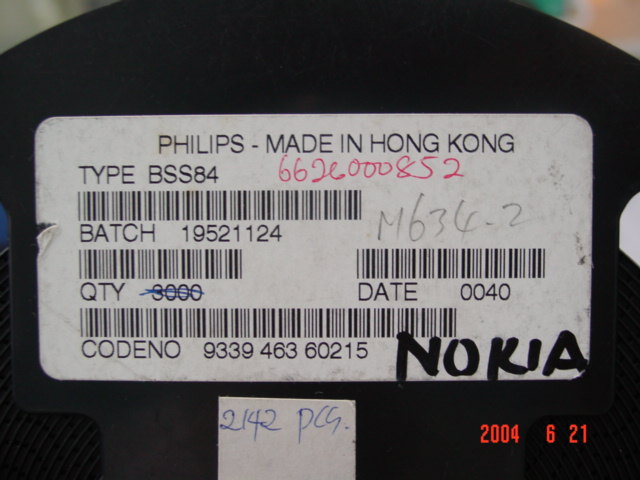 PHILIPS - MADE IN HONG KONG
TYPE BSS84 6626000852
M634-2
BATCH 19521124
QTY 3000 DATE 0040
CODENO 9339 463 60215 NOKIA
2142 PCS.
2004 6 21